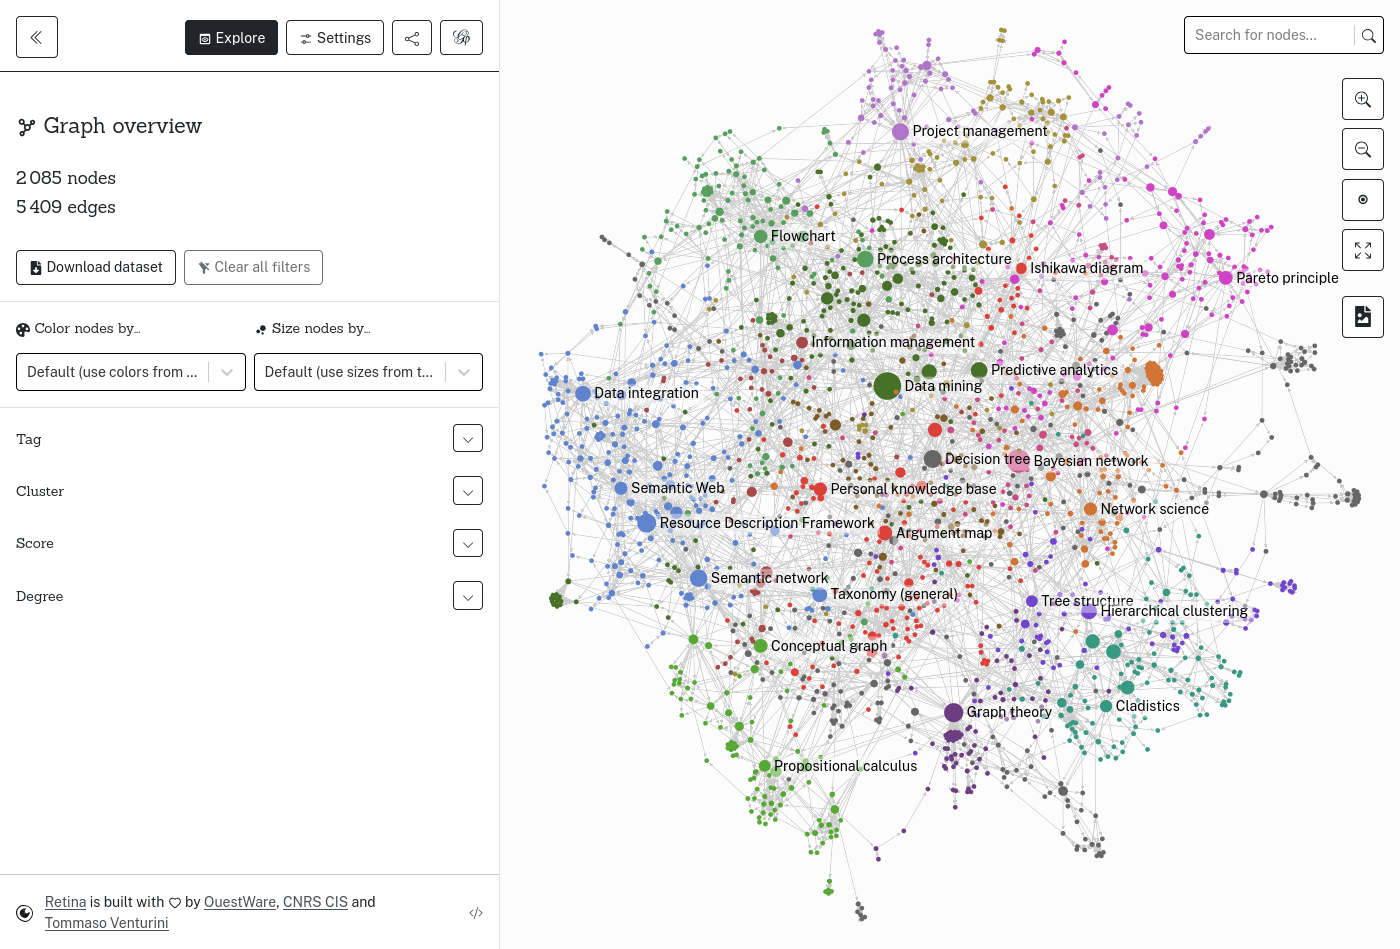 Explore
Settings
Search for nodes...
Graph overview
2 085 nodes
5 409 edges
Download dataset
Clear all filters
Color nodes by...
Size nodes by...
Default (use colors from ...
Default (use sizes from t...
Tag
Cluster
Score
Degree
Retina is built with ♡ by OuestWare, CNRS CIS and
Tommaso Venturini
Project management
Flowchart
Process architecture
Ishikawa diagram
Pareto principle
Information management
Predictive analytics
Data mining
Data integration
Decision tree
Bayesian network
Semantic Web
Personal knowledge base
Network science
Resource Description Framework
Argument map
Semantic network
Taxonomy (general)
Tree structure
Hierarchical clustering
Conceptual graph
Cladistics
Graph theory
Propositional calculus